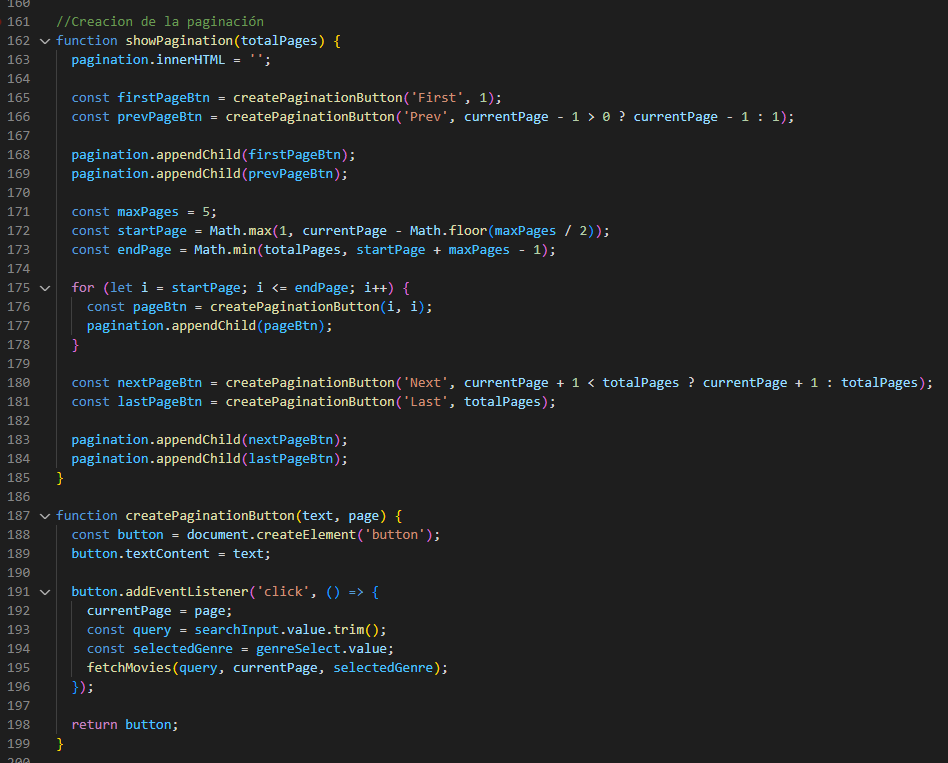 160
161 //Creacion de la paginación
162 function showPagination(totalPages) {
163 pagination.innerHTML = '';
164
165 const firstPageBtn = createPaginationButton('First', 1);
166 const prevPageBtn = createPaginationButton('Prev', currentPage - 1 > 0 ? currentPage - 1 : 1);
167
168 pagination.appendChild(firstPageBtn);
169 pagination.appendChild(prevPageBtn);
170
171 const maxPages = 5;
172 const startPage = Math.max(1, currentPage - Math.floor(maxPages / 2));
173 const endPage = Math.min(totalPages, startPage + maxPages - 1);
174
175 for (let i = startPage; i <= endPage; i++) {
176 const pageBtn = createPaginationButton(i, i);
177 pagination.appendChild(pageBtn);
178 }
179
180 const nextPageBtn = createPaginationButton('Next', currentPage + 1 < totalPages ? currentPage + 1 : totalPages);
181 const lastPageBtn = createPaginationButton('Last', totalPages);
182
183 pagination.appendChild(nextPageBtn);
184 pagination.appendChild(lastPageBtn);
185 }
186
187 function createPaginationButton(text, page) {
188 const button = document.createElement('button');
189 button.textContent = text;
190
191 button.addEventListener('click', () => {
192 currentPage = page;
193 const query = searchInput.value.trim();
194 const selectedGenre = genreSelect.value;
195 fetchMovies(query, currentPage, selectedGenre);
196 });
197
198 return button;
199 }
200